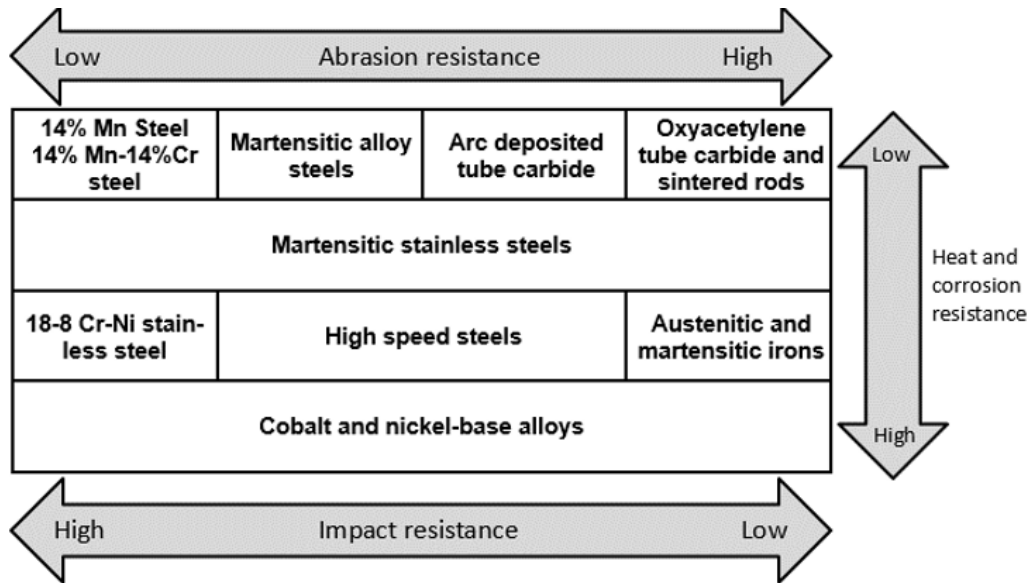 Low Abrasion resistance High
14% Mn Steel
14% Mn-14%Cr
steel
Martensitic alloy
steels
Arc deposited
tube carbide
Oxyacetylene
tube carbide and
sintered rods
Low
Martensitic stainless steels
Heat and
corrosion
resistance
18-8 Cr-Ni stain-
less steel
High speed steels
Austenitic and
martensitic irons
Cobalt and nickel-base alloys
High
High Impact resistance Low